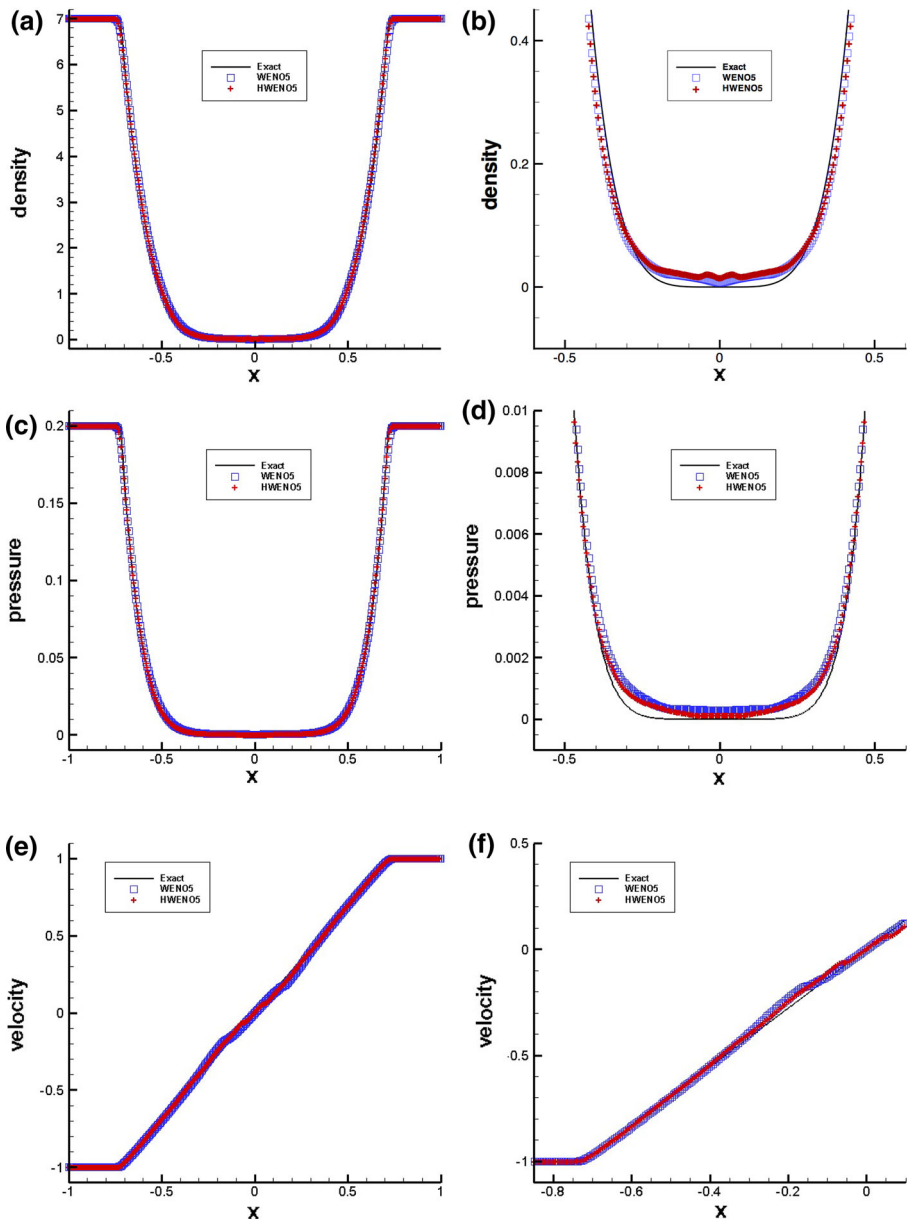 (a)
density
7
6
5
4
3
2
1
0
-0.5
0
0.5
X
Exact
WENO5
HWENO5
(b)
density
0.4
0.2
0
-0.5
0
0.5
X
Exact
WENO5
HWENO5
(c)
pressure
0.2
0.15
0.1
0.05
0
-1
-0.5
0
0.5
1
X
Exact
WENO5
HWENO5
(d)
pressure
0.01
0.008
0.006
0.004
0.002
0
-0.5
0
0.5
X
Exact
WENO5
HWENO5
(e)
velocity
1
0.5
0
-0.5
-1
-1
-0.5
0
0.5
1
X
Exact
WENO5
HWENO5
(f)
velocity
0.5
0
-0.5
-1
-0.8
-0.6
-0.4
-0.2
0
X
Exact
WENO5
HWENO5